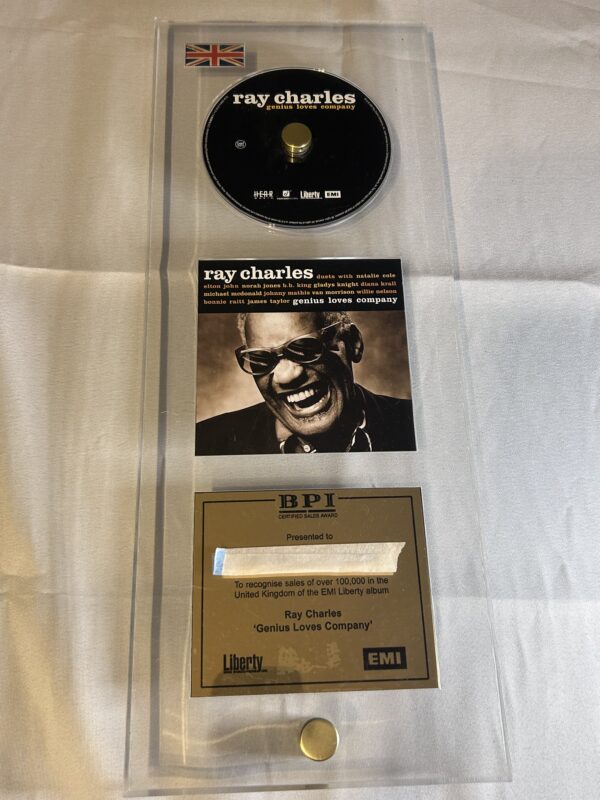 ray charles
genius loves company
HEAR
Liberty
EMI
ray charles duets with natalie cole
elton john norah jones b.b. king gladys knight diana krall
michael mcdonald johnny mathis van morrison willie nelson
bonnie raitt james taylor genius loves company
BPI
CERTIFIED SALES AWARD
Presented to
To recognise sales of over 100,000 in the
United Kingdom of the EMI Liberty album
Ray Charles
'Genius Loves Company'
Liberty
EMI